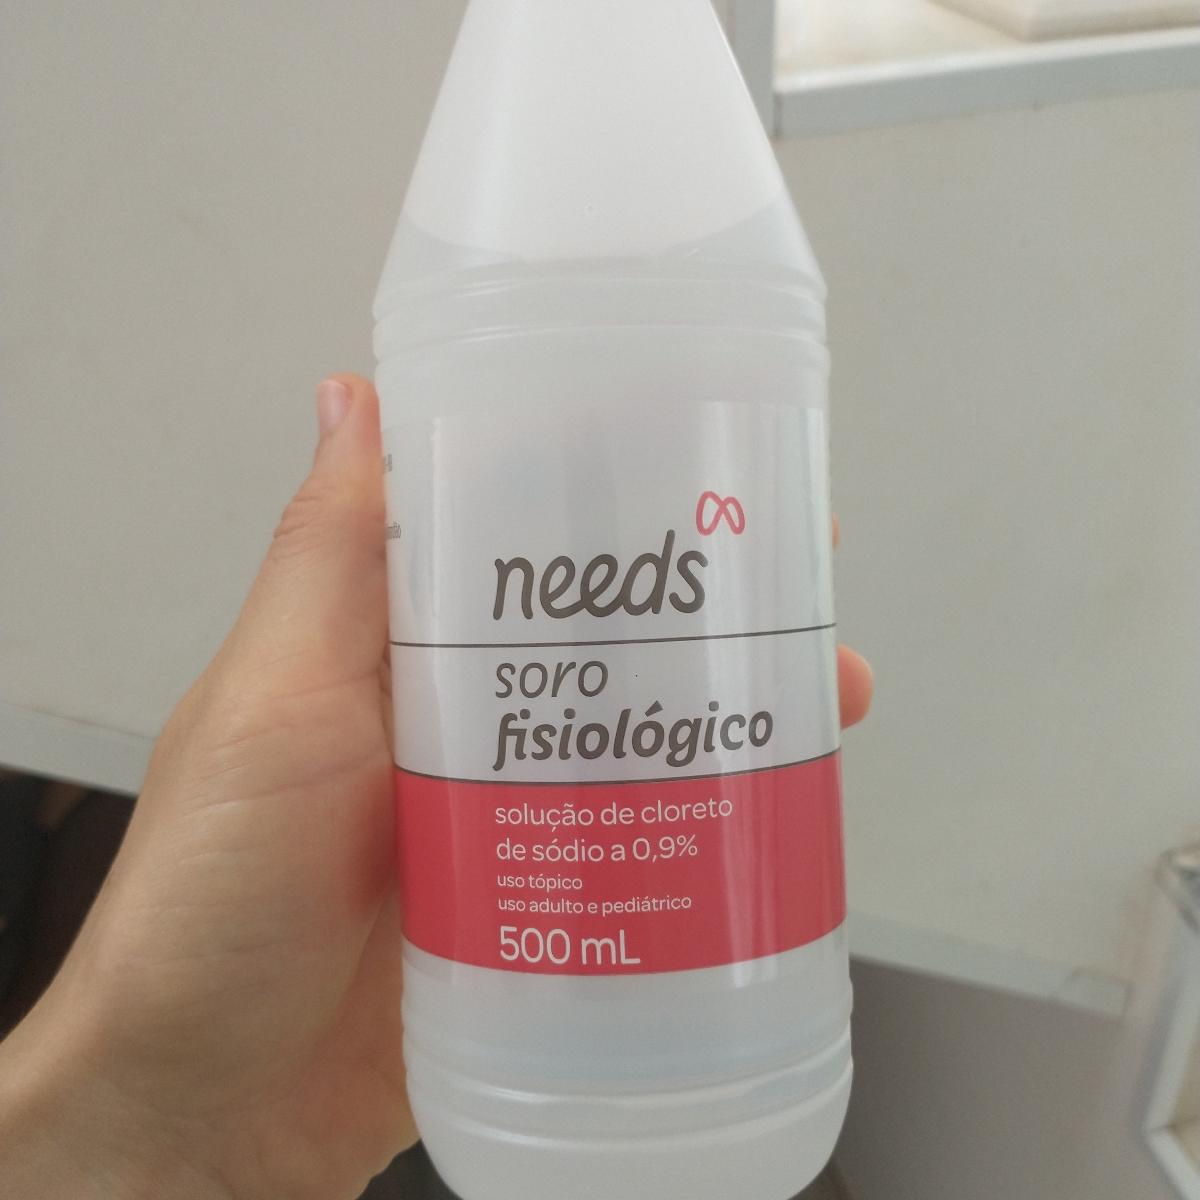 needs
soro
fisiológico
solução de cloreto
de sódio a 0,9%
uso tópico
uso adulto e pediátrico
500 mL